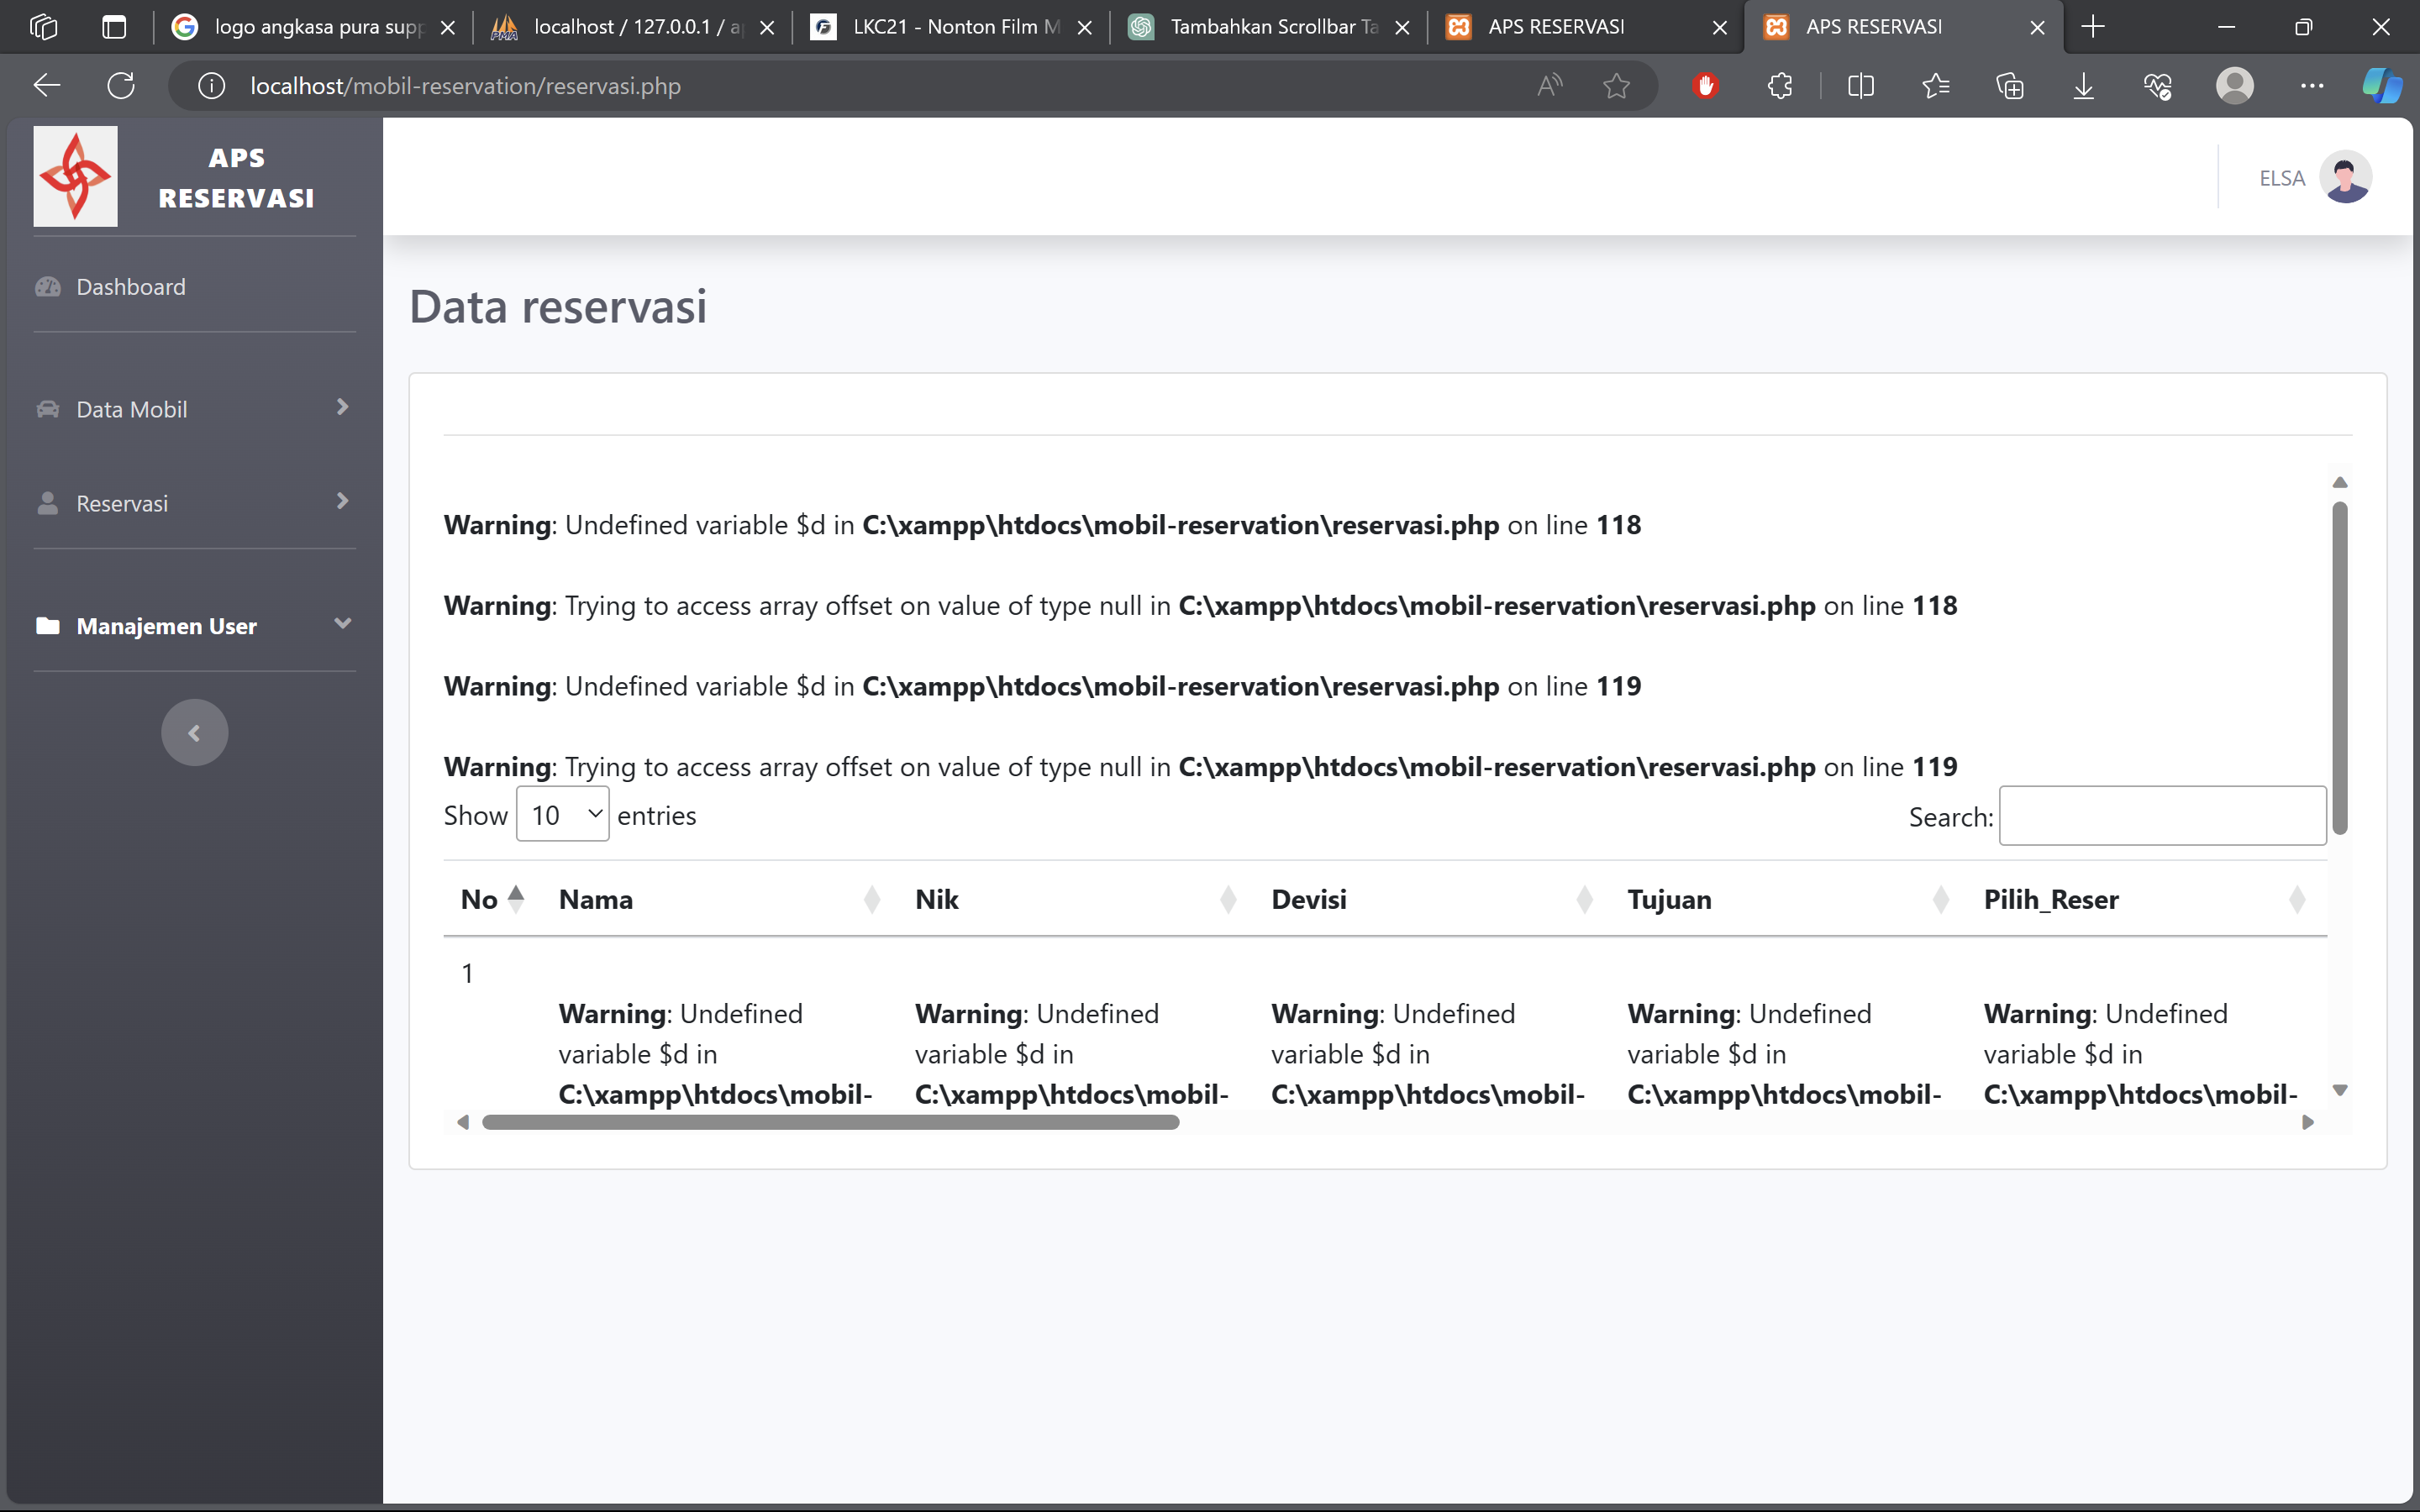 logo angkasa pura supp
localhost / 127.0.0.1 / a
LKC21 - Nonton Film M
Tambahkan Scrollbar Ta
APS RESERVASI
APS RESERVASI
localhost/mobil-reservation/reservasi.php
APS
RESERVASI
ELSA
Dashboard
Data Mobil
Reservasi
Manajemen User
Data reservasi
Warning: Undefined variable $d in C:\xampp\htdocs\mobil-reservation\reservasi.php on line 118
Warning: Trying to access array offset on value of type null in C:\xampp\htdocs\mobil-reservation\reservasi.php on line 118
Warning: Undefined variable $d in C:\xampp\htdocs\mobil-reservation\reservasi.php on line 119
Warning: Trying to access array offset on value of type null in C:\xampp\htdocs\mobil-reservation\reservasi.php on line 119
Show 10 entries Search:
No Nama Nik Devisi Tujuan Pilih_Reser
1
Warning: Undefined Warning: Undefined Warning: Undefined Warning: Undefined Warning: Undefined
variable $d in variable $d in variable $d in variable $d in variable $d in
C:\xampp\htdocs\mobil- C:\xampp\htdocs\mobil- C:\xampp\htdocs\mobil- C:\xampp\htdocs\mobil- C:\xampp\htdocs\mobil-